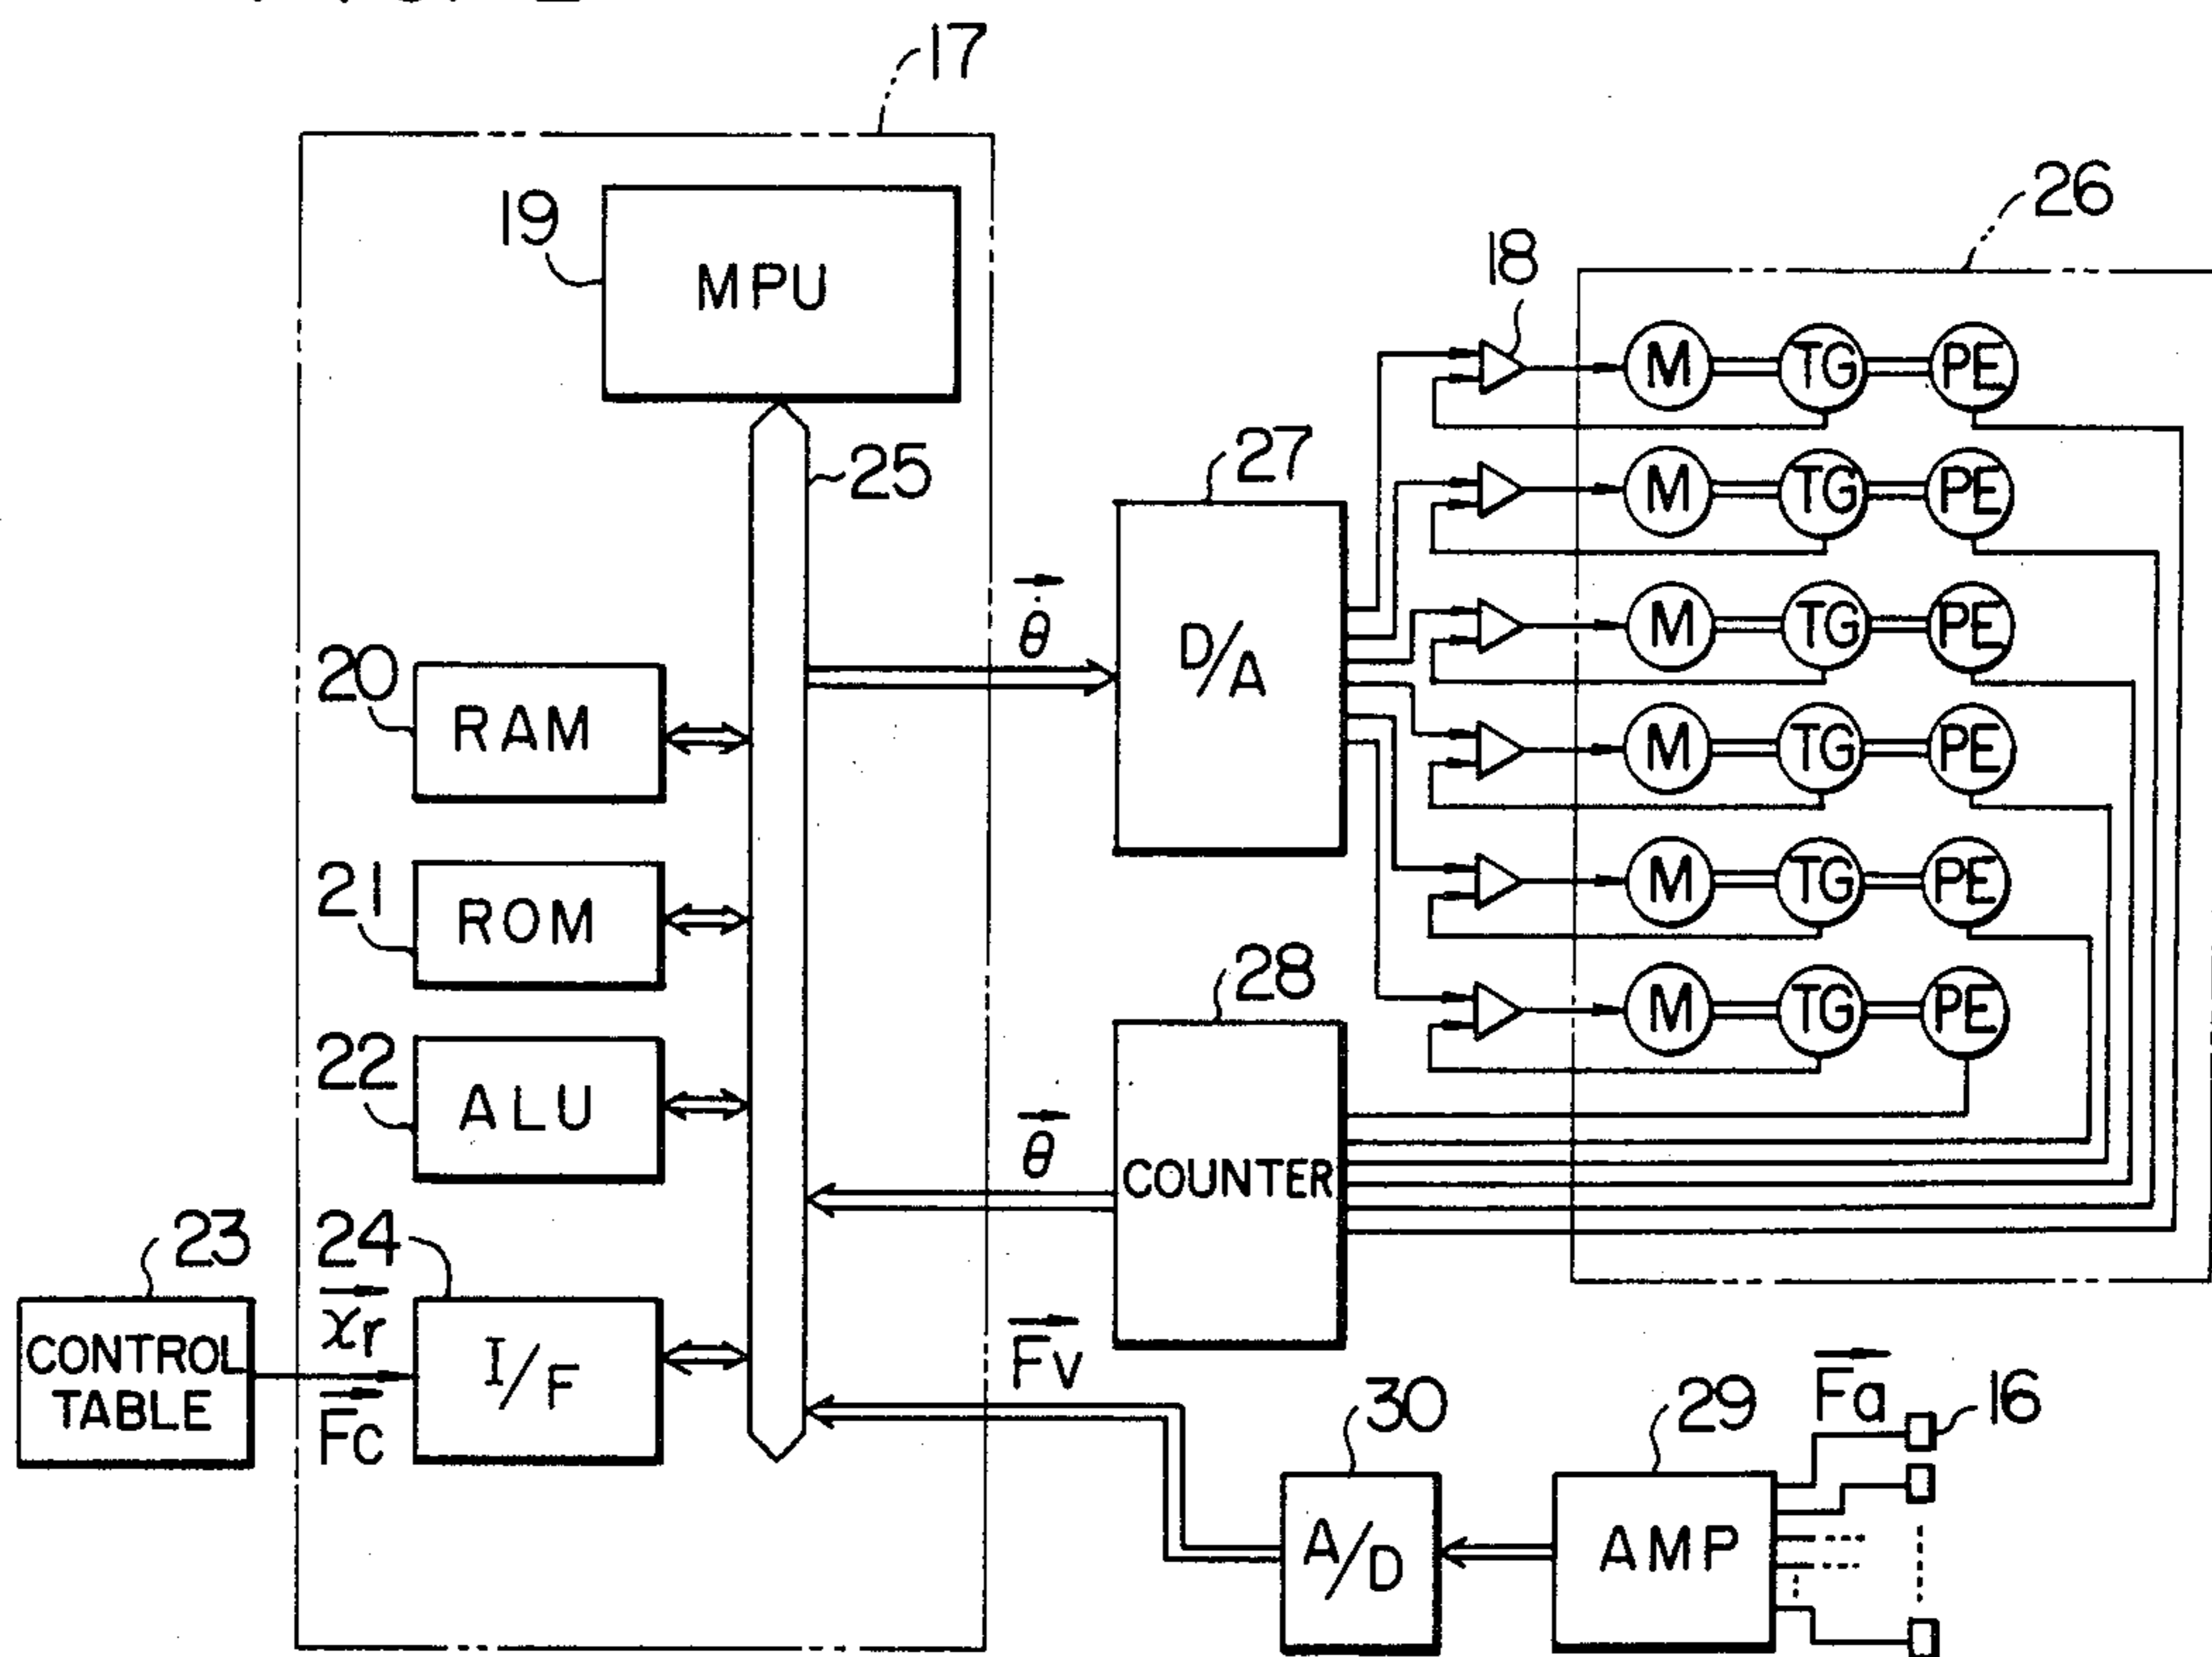 17
19
MPU
26
18
M TG PE
25
27
M TG PE
θ̇
D/A
M TG PE
20
RAM
M TG PE
21
ROM
M TG PE
28
M TG PE
22
ALU
θ
COUNTER
23
24
xr
CONTROL
TABLE
I/F
Fc
Fv
30
29
Fa
16
A/D
AMP